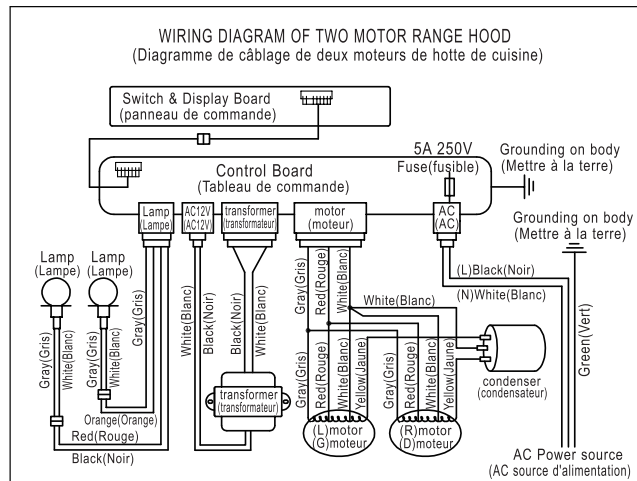 WIRING DIAGRAM OF TWO MOTOR RANGE HOOD
(Diagramme de câblage de deux moteurs de hotte de cuisine)
Switch & Display Board
(panneau de commande)
5A 250V
Fuse(fusible)
Grounding on body
(Mettre à la terre)
Control Board
(Tableau de commande)
Lamp
(Lampe)
AC12V
(AC12V)
transformer
(transformateur)
motor
(moteur)
AC
(AC)
Grounding on body
(Mettre à la terre)
Lamp
(Lampe)
Lamp
(Lampe)
(L)Black(Noir)
(N)White(Blanc)
White(Blanc)
Gray(Gris)
White(Blanc)
Gray(Gris)
White(Blanc)
Gray(Gris)
White(Blanc)
Black(Noir)
Black(Noir)
White(Blanc)
Gray(Gris)
Red(Rouge)
White(Blanc)
Green(Vert)
Gray(Gris)
Red(Rouge)
White(Blanc)
Yellow(Jaune)
Gray(Gris)
Red(Rouge)
White(Blanc)
Yellow(Jaune)
condenser
(condensateur)
transformer
(transformateur)
Orange(Orange)
Red(Rouge)
Black(Noir)
(L)motor
(G)moteur
(R)motor
(D)moteur
AC Power source
(AC source d'alimentation)